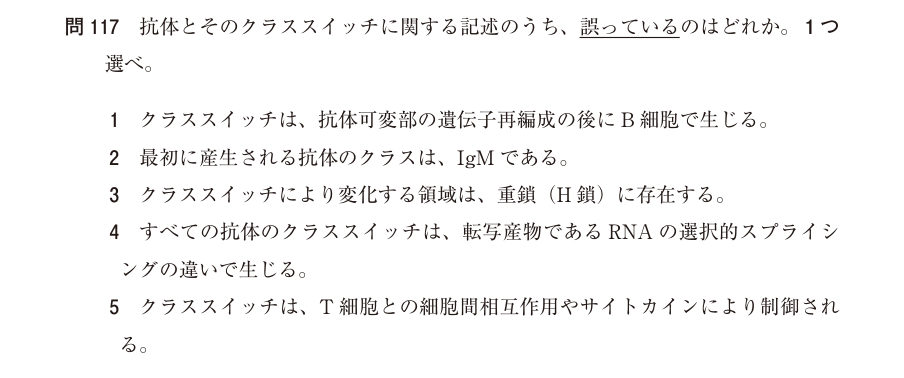 問 117　抗体とそのクラススイッチに関する記述のうち、誤っているのはどれか。1つ
選べ。
1　クラススイッチは、抗体可変部の遺伝子再編成の後に B 細胞で生じる。
2　最初に産生される抗体のクラスは、IgM である。
3　クラススイッチにより変化する領域は、重鎖（H 鎖）に存在する。
4　すべての抗体のクラススイッチは、転写産物である RNA の選択的スプライシ
ングの違いで生じる。
5　クラススイッチは、T 細胞との細胞間相互作用やサイトカインにより制御され
る。